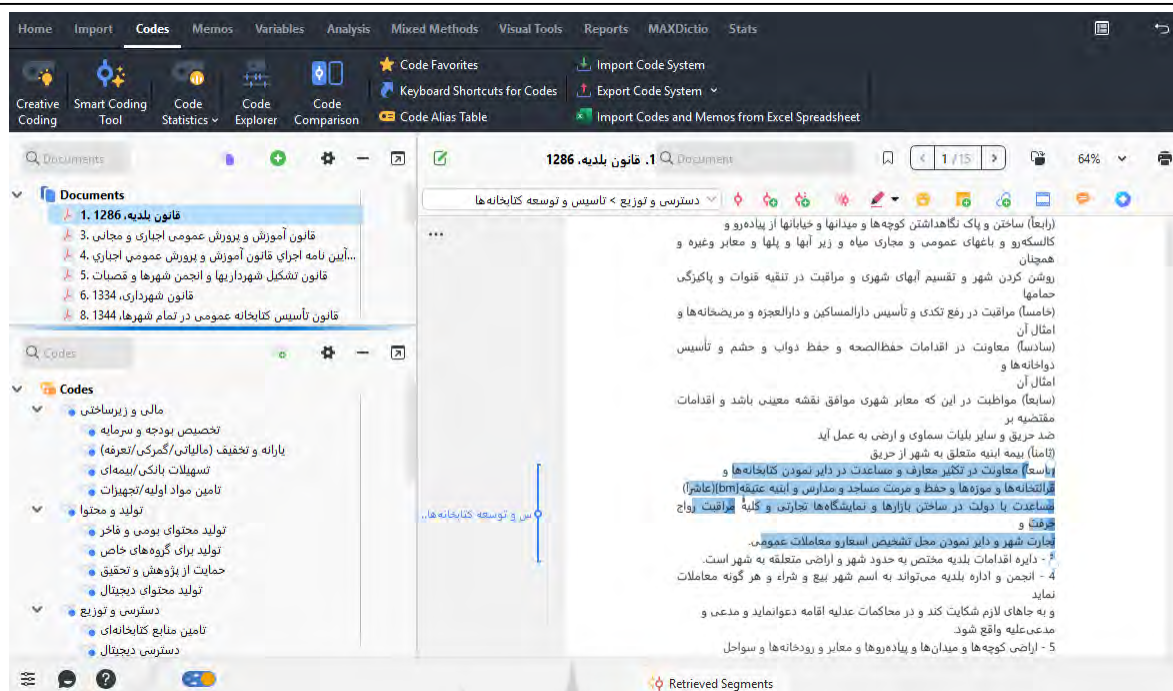 Home Import Codes Memos Variables Analysis Mixed Methods Visual Tools Reports MAXDictio Stats
Creative Coding
Smart Coding Tool
Code Statistics
Code Explorer
Code Comparison
Code Favorites
Keyboard Shortcuts for Codes
Code Alias Table
Import Code System
Export Code System
Import Codes and Memos from Excel Spreadsheet
Documents
Documents
1. قانون بلدیه، 1286
3. قانون آموزش و پرورش عمومی اجباری و مجانی
4. آیین نامه اجراي قانون آموزش و پرورش عمومي اجباري...
5. قانون تشکیل شهرداریها و انجمن شهرها و قصبات
6. قانون شهرداری، 1334
8. قانون تأسیس کتابخانه عمومی در تمام شهرها، 1344
Codes
Codes
مالی و زیرساختی
تخصیص بودجه و سرمایه
یارانه و تخفیف (مالیاتی/گمرکی/تعرفه)
تسهیلات بانکی/بیمه‌ای
تامین مواد اولیه/تجهیزات
تولید و محتوا
تولید محتوای بومی و فاخر
تولید برای گروه‌های خاص
حمایت از پژوهش و تحقیق
تولید محتوای دیجیتال
دسترسی و توزیع
تامین منابع کتابخانه‌ای
دسترسی دیجیتال
1. قانون بلدیه، 1286
Document
1 / 15
64%
دسترسی و توزیع > تاسیس و توسعه کتابخانه ها
(رابعاً) ساختن و پاک نگاهداشتن کوچه‌ها و میدانها و خیابانها از پیاده‌رو و
کالسکه‌رو و باغهای عمومی و مجاری میاه و زیر آبها و پلها و معابر وغیره و
همچنان
روشن کردن شهر و تقسیم آبهای شهری و مراقبت در تنقیه قنوات و پاکیزگی
حمامها
(خامساً) مراقبت در رفع تکدی و تأسیس دارالمساکین و دارالعجزه و مریضخانه‌ها و
امثال آن
(سادساً) معاونت در اقدامات حفظ‌الصحه و حفظ دواب و حشم و تأسیس
دواخانه‌ها و
امثال آن
(سابعاً) مواظبت در این که معابر شهری موافق نقشه معینی باشد و اقدامات
مقتضیه بر
ضد حریق و سایر بلیات سماوی و ارضی به عمل آید
(ثامناً) بیمه ابنیه متعلق به شهر از حریق
(تاسعاً) معاونت در تکثیر معارف و مساعدت در دایر نمودن کتابخانه‌ها و
قرائتخانه‌ها و موزه‌ها و حفظ و مرمت مساجد و مدارس و ابنیه عتیقه[bm](عاشراً)
مساعدت با دولت در ساختن بازارها و نمایشگاه‌ها تجارتی و کلیهٔ مراقبت رواج
حرفت و
تجارت شهر و دایر نمودن محل تشخیص اسعارو معاملات عمومی.
- دایره اقدامات بلدیه مختص به حدود شهر و اراضی متعلقه به شهر است.
4 - انجمن و اداره بلدیه می‌تواند به اسم شهر بیع و شراء و هر گونه معاملات
نماید
و به جاهای لازم شکایت کند و در محاکمات عدلیه اقامه دعوانماید و مدعی و
مدعی‌علیه واقع شود.
5 - اراضی کوچه‌ها و میدان‌ها و پیاده‌روها و معابر و رودخانه‌ها و سواحل
س و توسعه کتابخانه ها..
Retrieved Segments